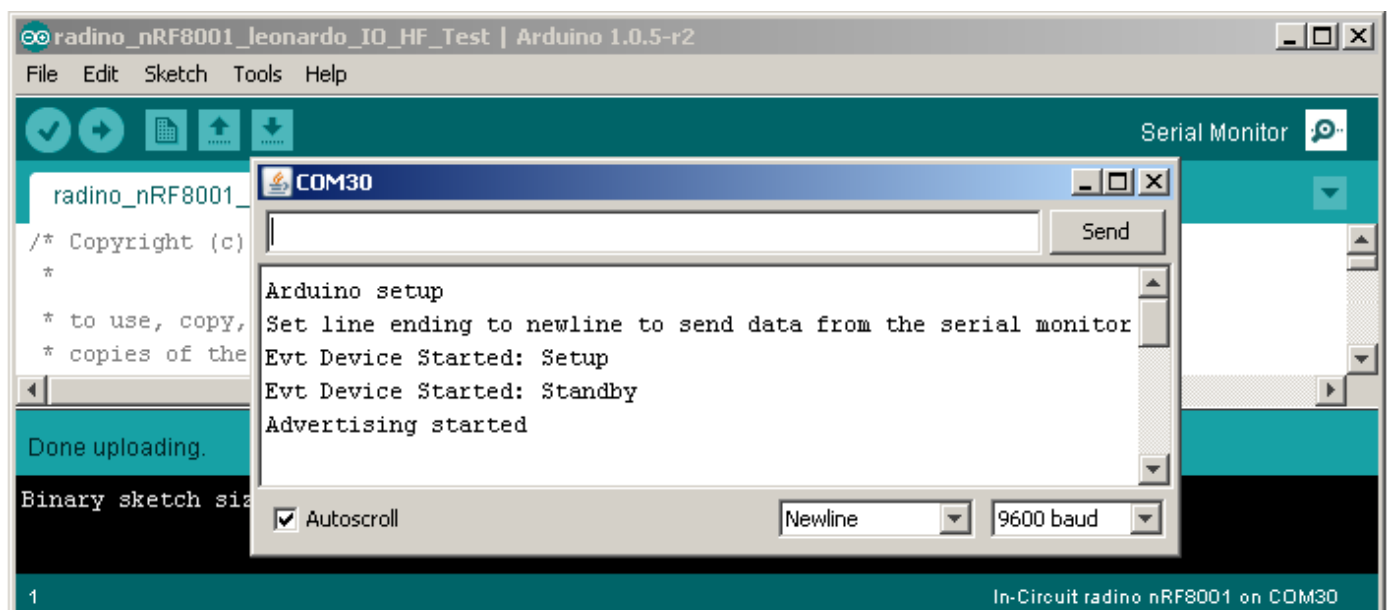 radino_nRF8001_leonardo_IO_HF_Test | Arduino 1.0.5-r2
File Edit Sketch Tools Help
Serial Monitor
radino_nRF8001_
COM30
Send
/* Copyright (c)
*
* to use, copy,
* copies of the
Arduino setup
Set line ending to newline to send data from the serial monitor
Evt Device Started: Setup
Evt Device Started: Standby
Advertising started
Done uploading.
Binary sketch siz
Autoscroll
Newline
9600 baud
1
In-Circuit radino nRF8001 on COM30